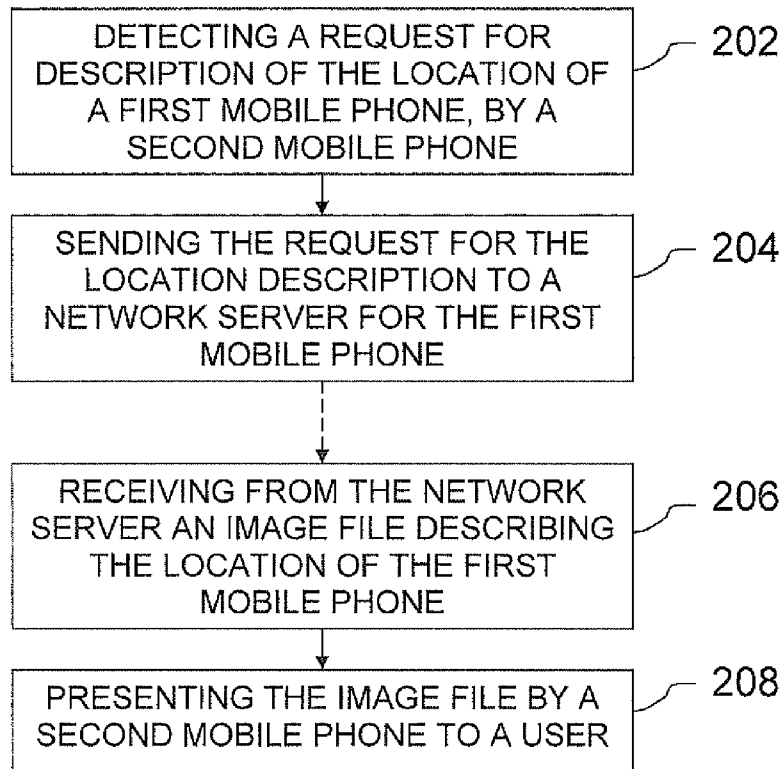 DETECTING A REQUEST FOR
DESCRIPTION OF THE LOCATION OF
A FIRST MOBILE PHONE, BY A
SECOND MOBILE PHONE
202
SENDING THE REQUEST FOR THE
LOCATION DESCRIPTION TO A
NETWORK SERVER FOR THE FIRST
MOBILE PHONE
204
RECEIVING FROM THE NETWORK
SERVER AN IMAGE FILE DESCRIBING
THE LOCATION OF THE FIRST
MOBILE PHONE
206
PRESENTING THE IMAGE FILE BY A
SECOND MOBILE PHONE TO A USER
208